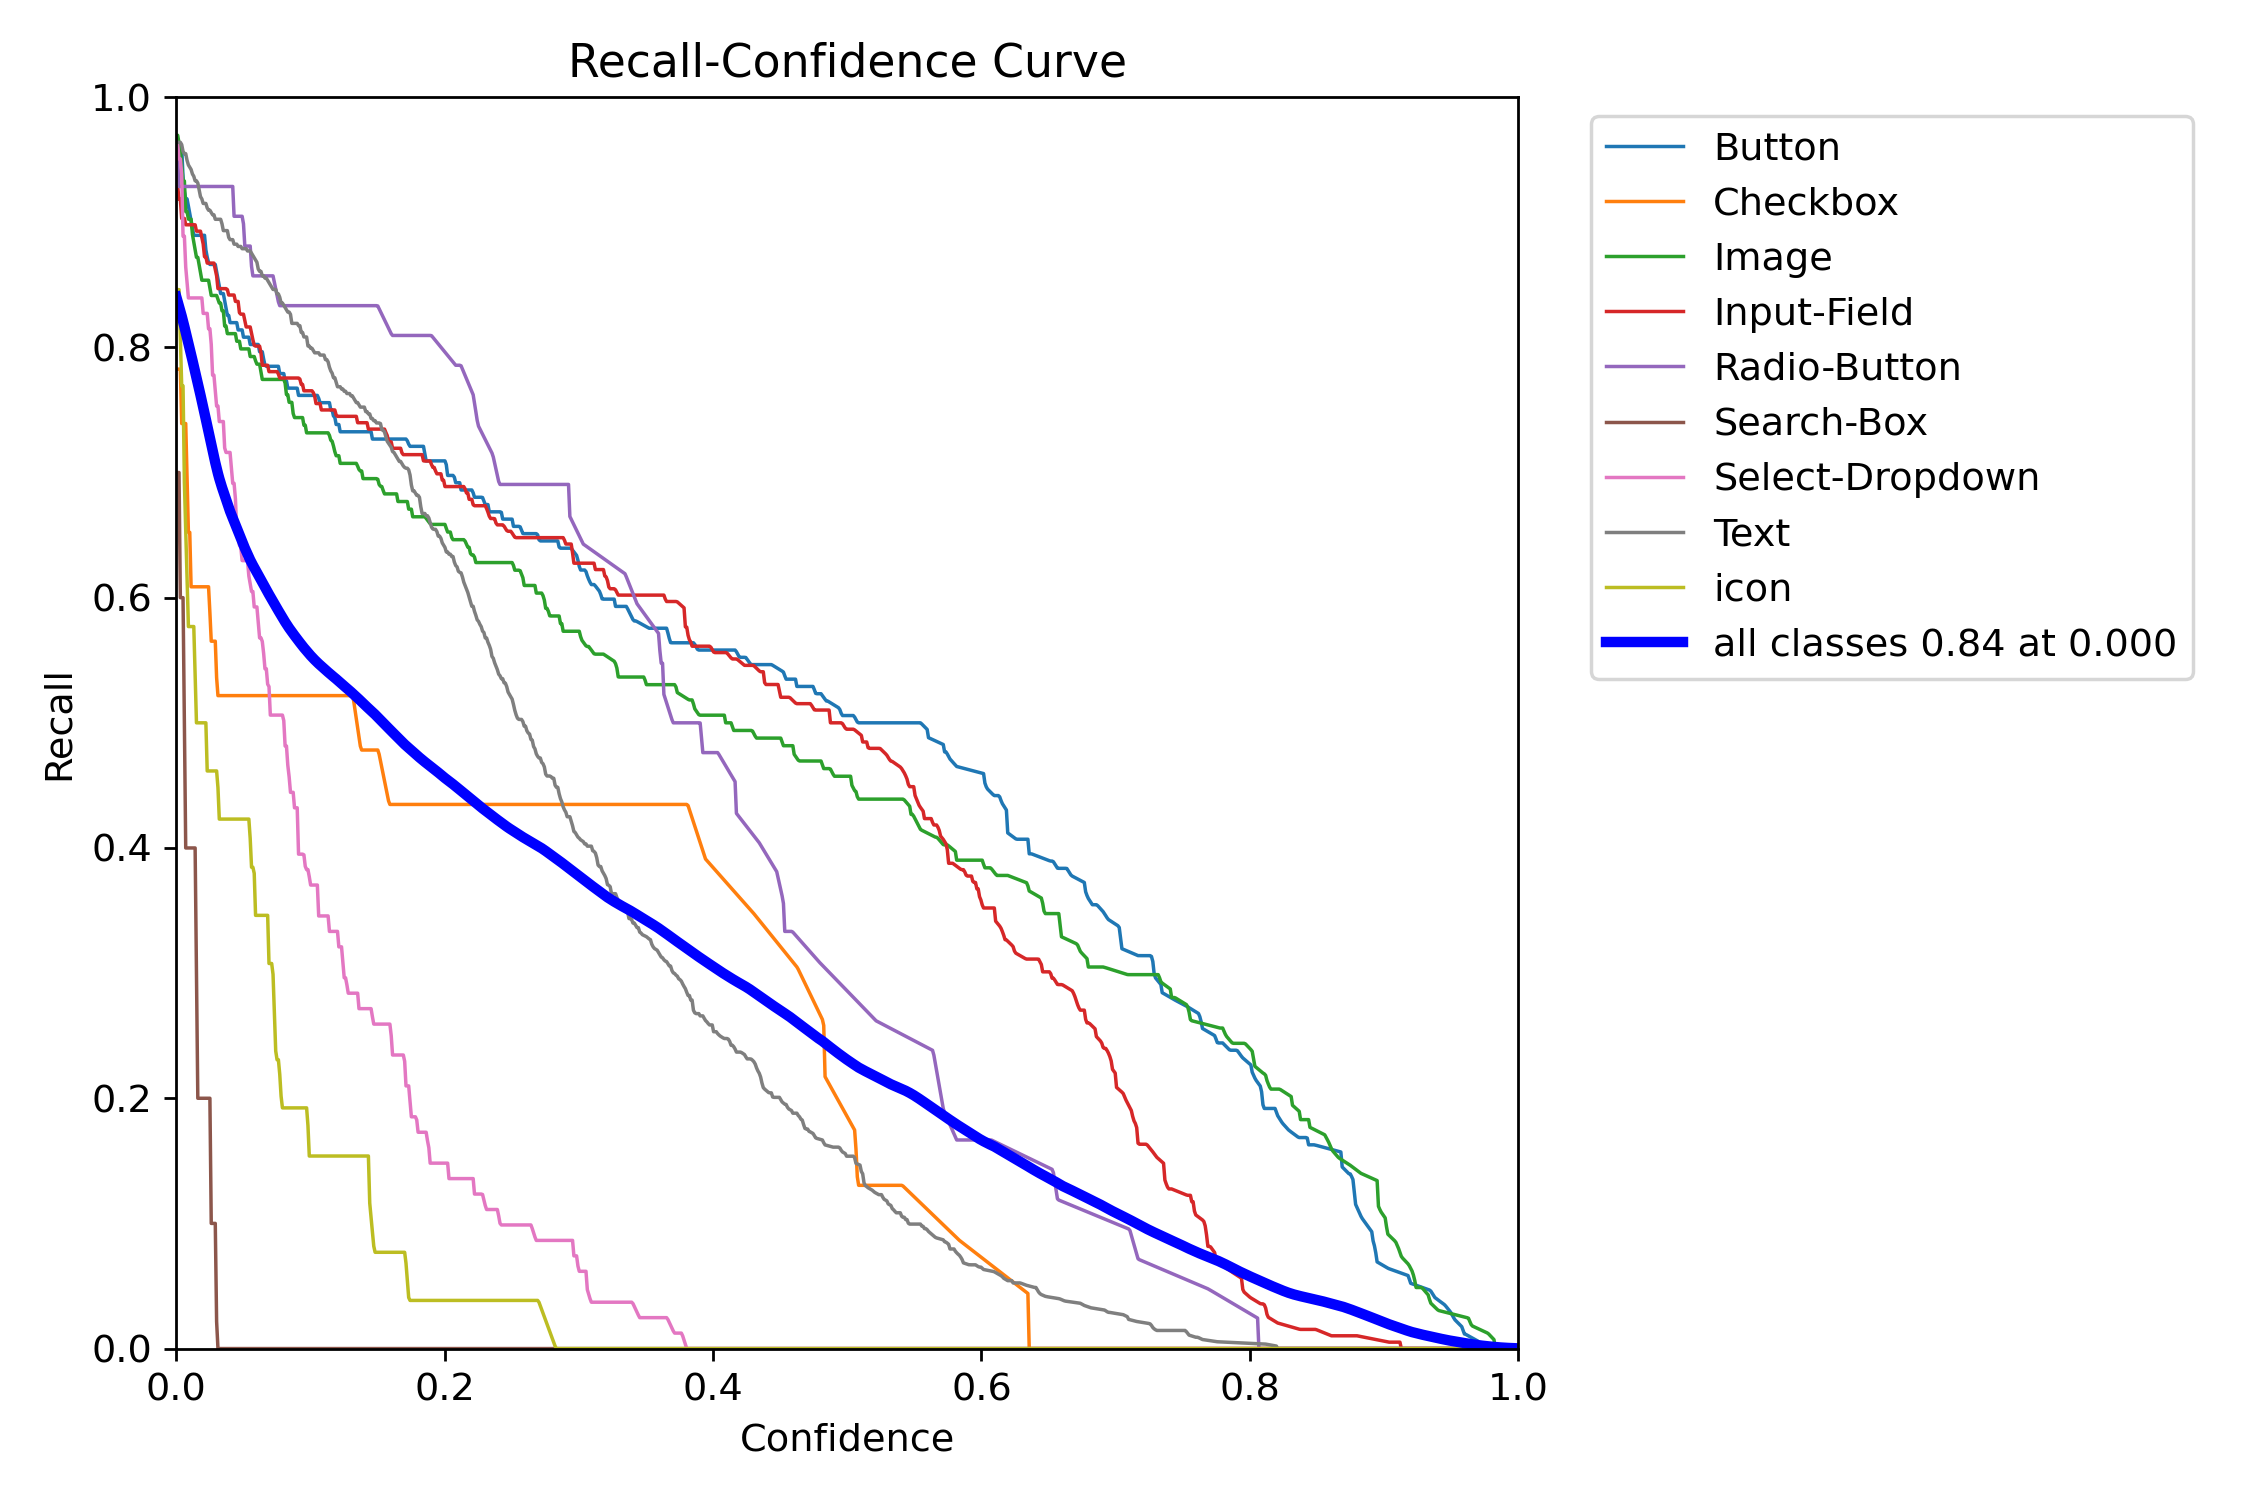 Recall-Confidence Curve
1.0
0.8
0.6
0.4
0.2
0.0
Recall
0.0 0.2 0.4 0.6 0.8 1.0
Confidence
Button
Checkbox
Image
Input-Field
Radio-Button
Search-Box
Select-Dropdown
Text
icon
all classes 0.84 at 0.000